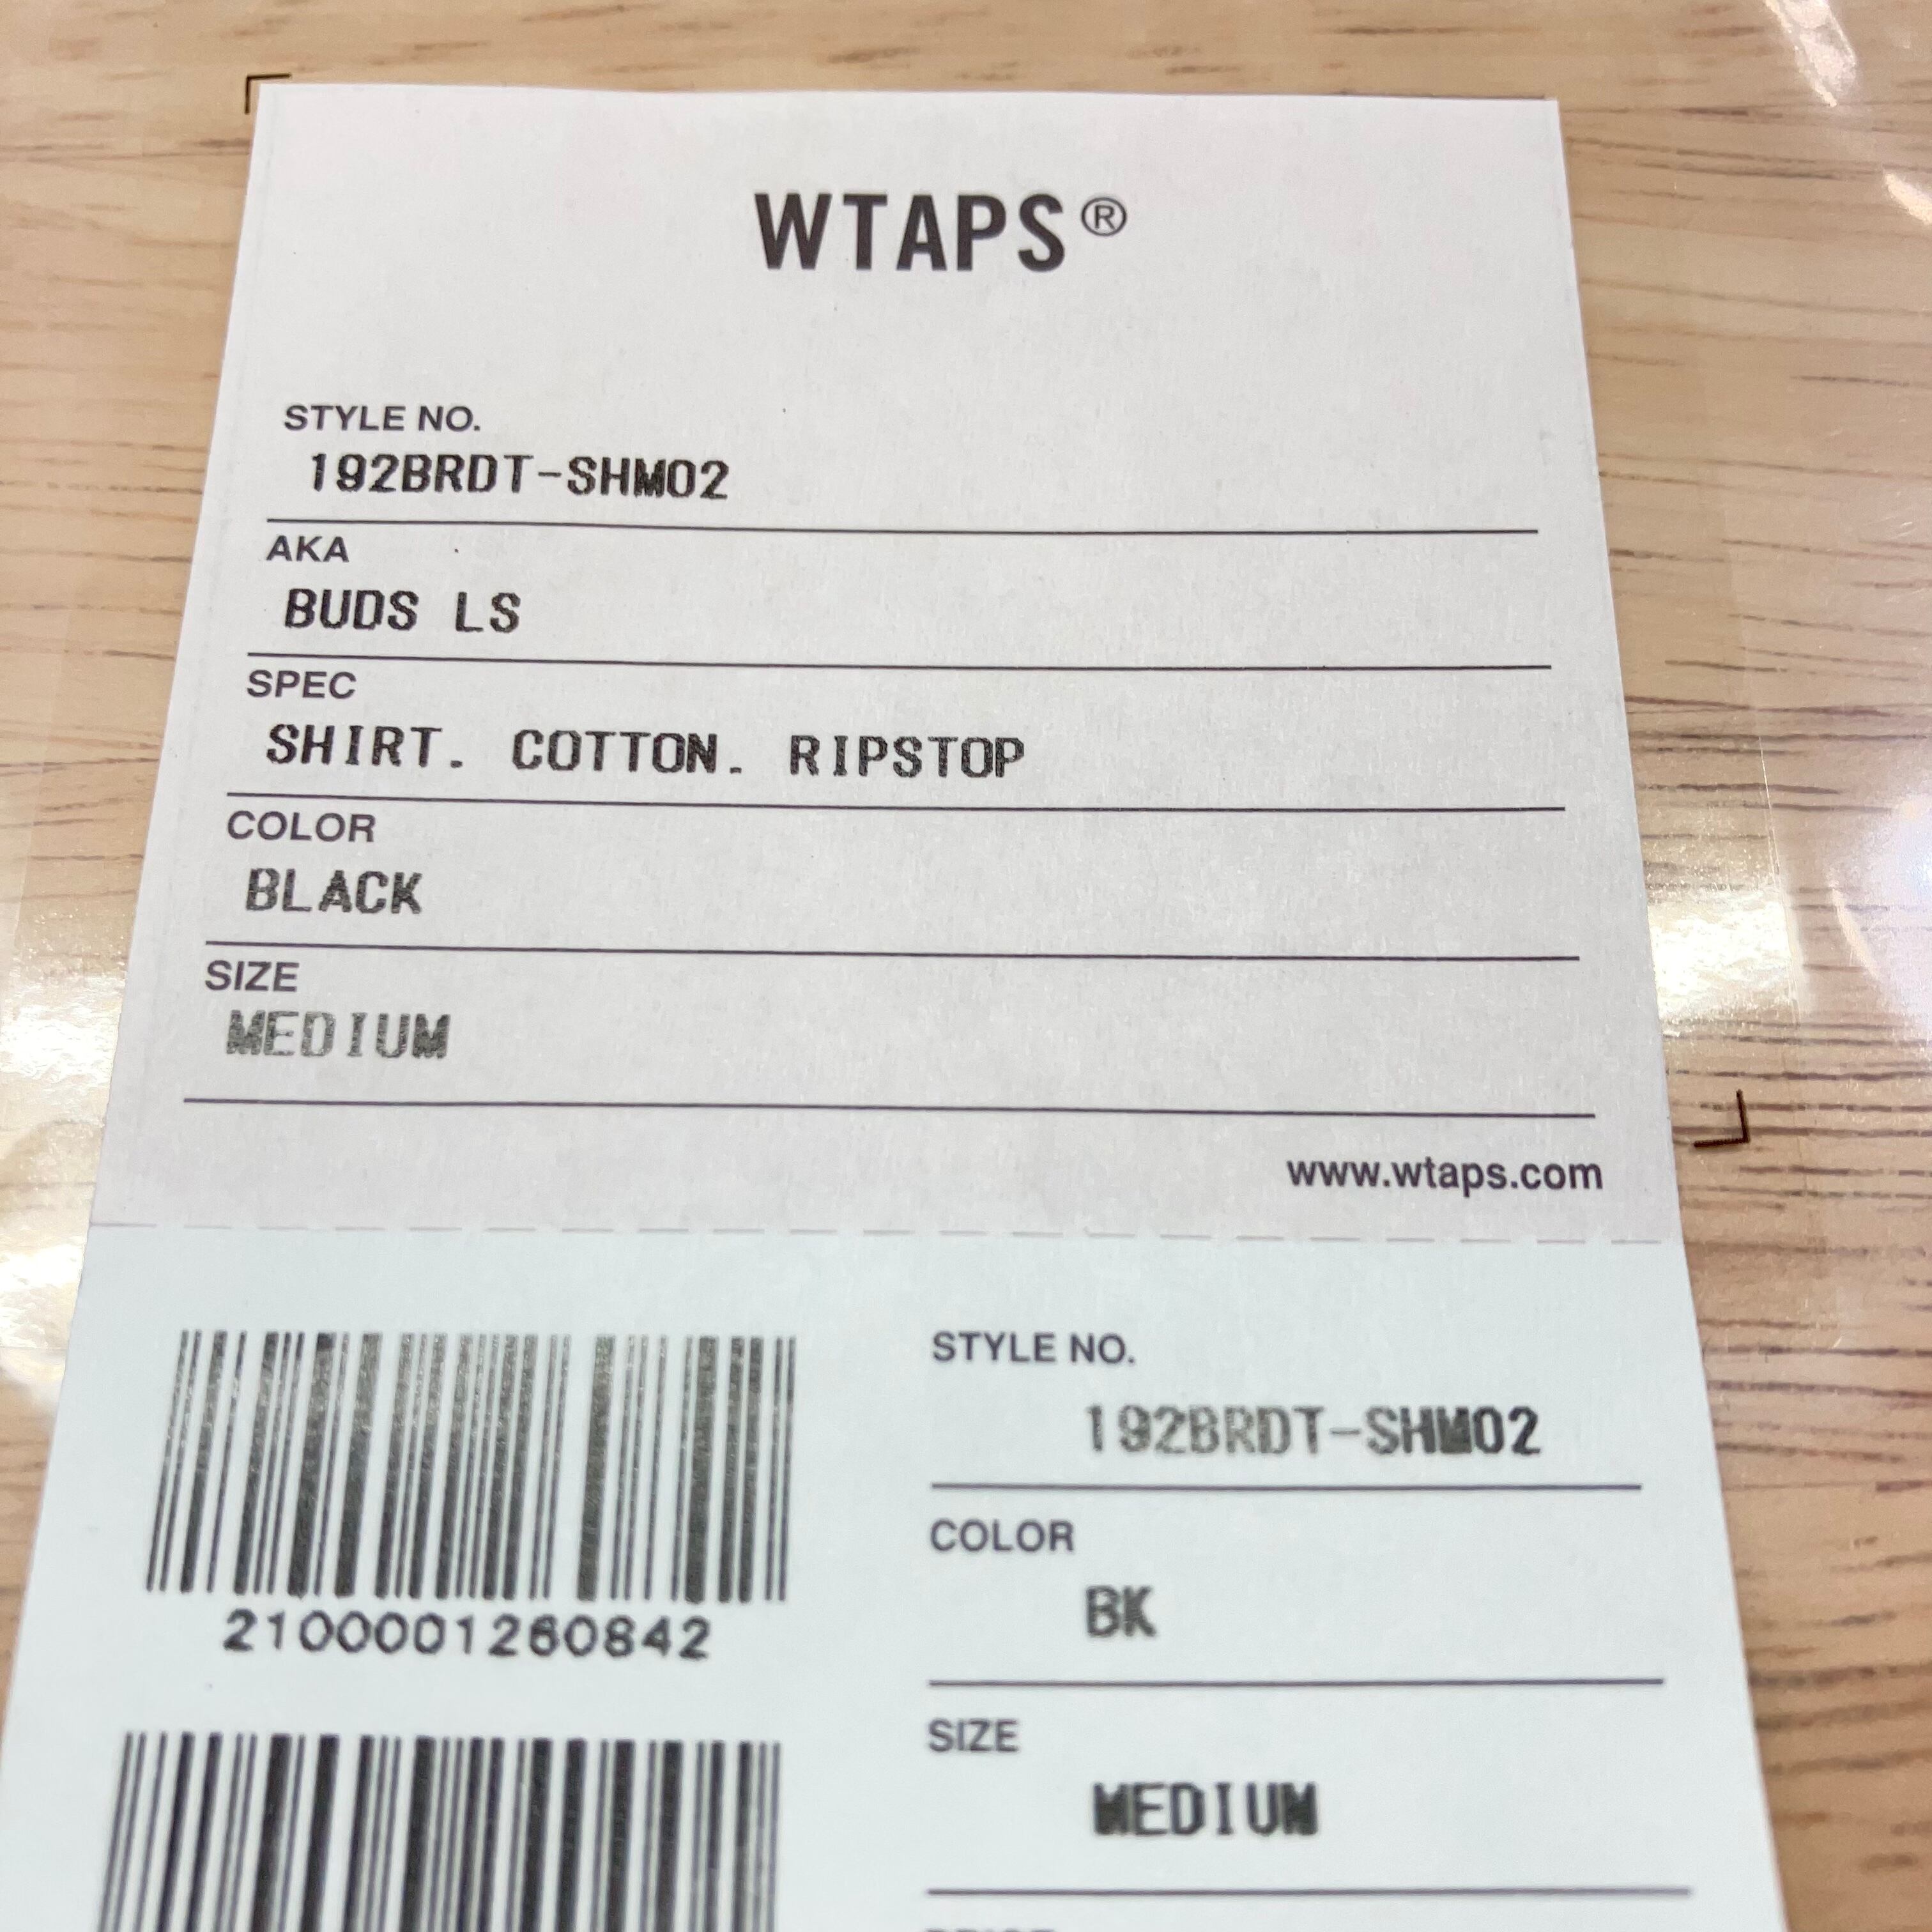 WTAPS®
STYLE NO.
192BRDT-SHM02
AKA
BUDS LS
SPEC
SHIRT. COTTON. RIPSTOP
COLOR
BLACK
SIZE
MEDIUM
www.wtaps.com
2100001260842
STYLE NO.
192BRDT-SHM02
COLOR
BK
SIZE
MEDIUM